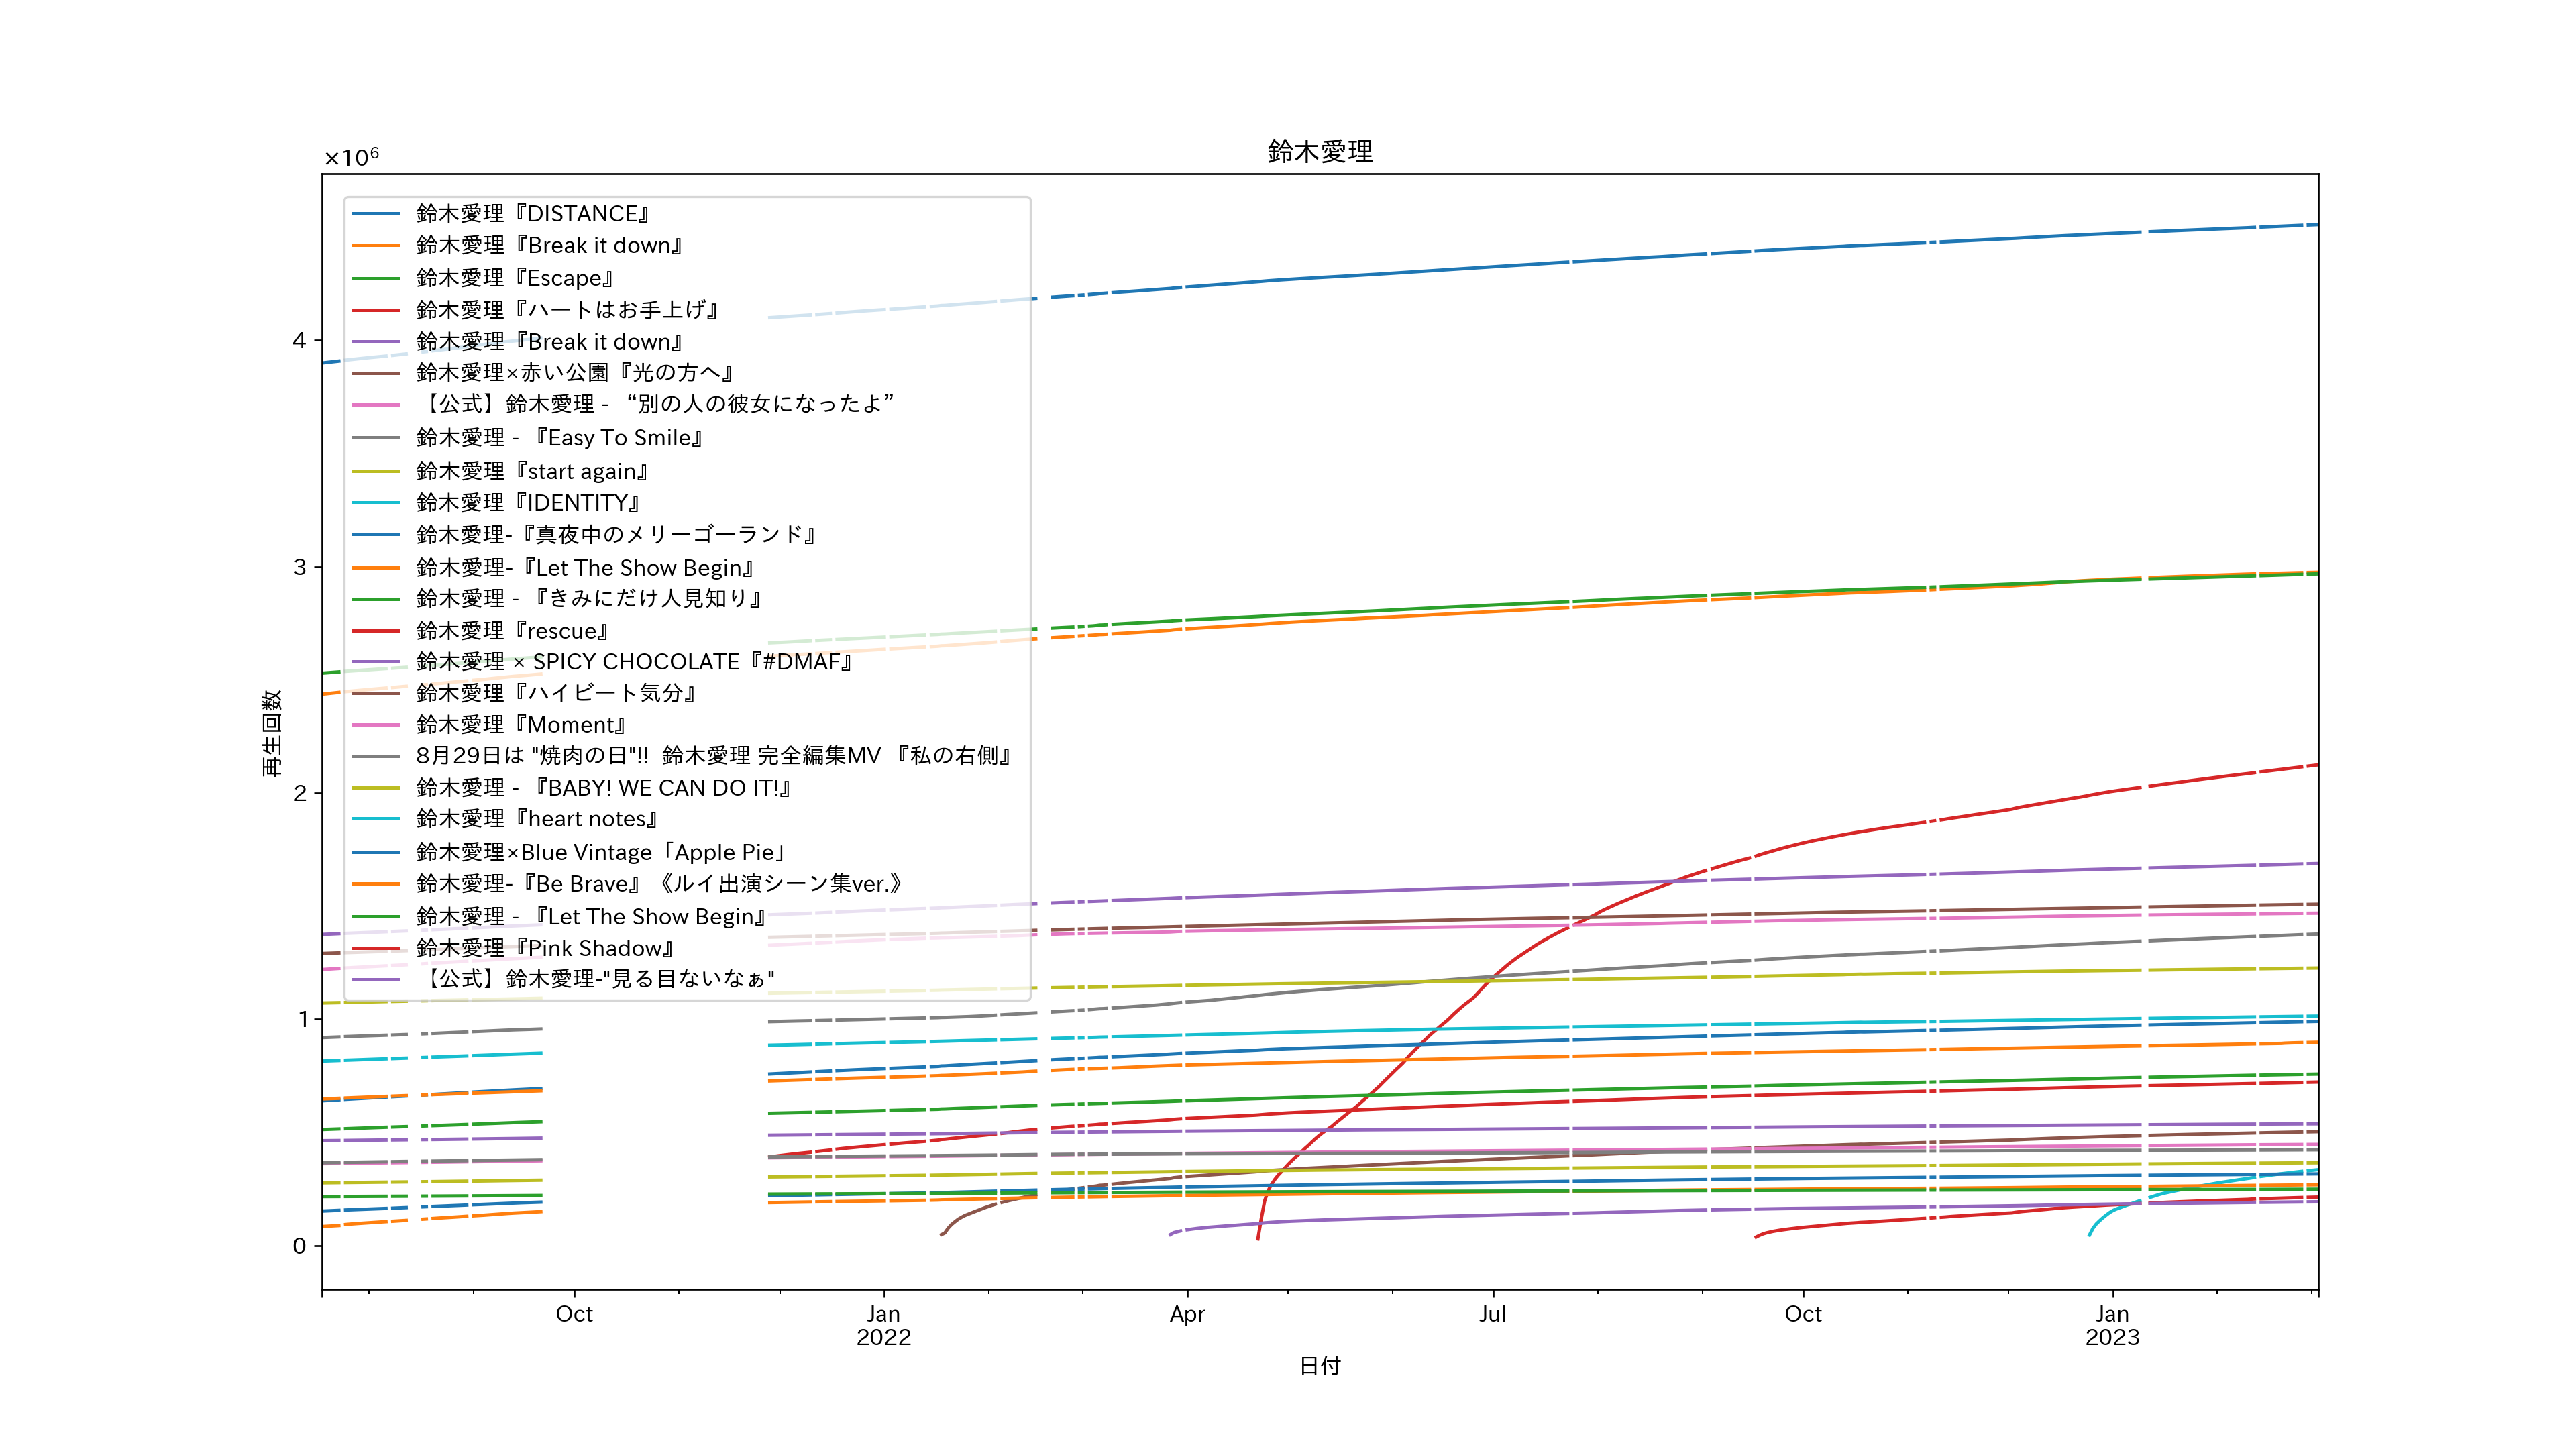 鈴木愛理
×10⁶
鈴木愛理『DISTANCE』
鈴木愛理『Break it down』
鈴木愛理『Escape』
鈴木愛理『ハートはお手上げ』
鈴木愛理『Break it down』
鈴木愛理×赤い公園『光の方へ』
【公式】鈴木愛理 - “別の人の彼女になったよ”
鈴木愛理 - 『Easy To Smile』
鈴木愛理『start again』
鈴木愛理『IDENTITY』
鈴木愛理-『真夜中のメリーゴーランド』
鈴木愛理-『Let The Show Begin』
鈴木愛理 - 『きみにだけ人見知り』
鈴木愛理『rescue』
鈴木愛理 × SPICY CHOCOLATE『#DMAF』
鈴木愛理『ハイビート気分』
鈴木愛理『Moment』
8月29日は "焼肉の日"!!  鈴木愛理 完全編集MV 『私の右側』
鈴木愛理 - 『BABY! WE CAN DO IT!』
鈴木愛理『heart notes』
鈴木愛理×Blue Vintage「Apple Pie」
鈴木愛理-『Be Brave』《ルイ出演シーン集ver.》
鈴木愛理 - 『Let The Show Begin』
鈴木愛理『Pink Shadow』
【公式】鈴木愛理-"見る目ないなぁ"
4
3
2
1
0
再生回数
Oct
Jan
2022
Apr
Jul
Oct
Jan
2023
日付